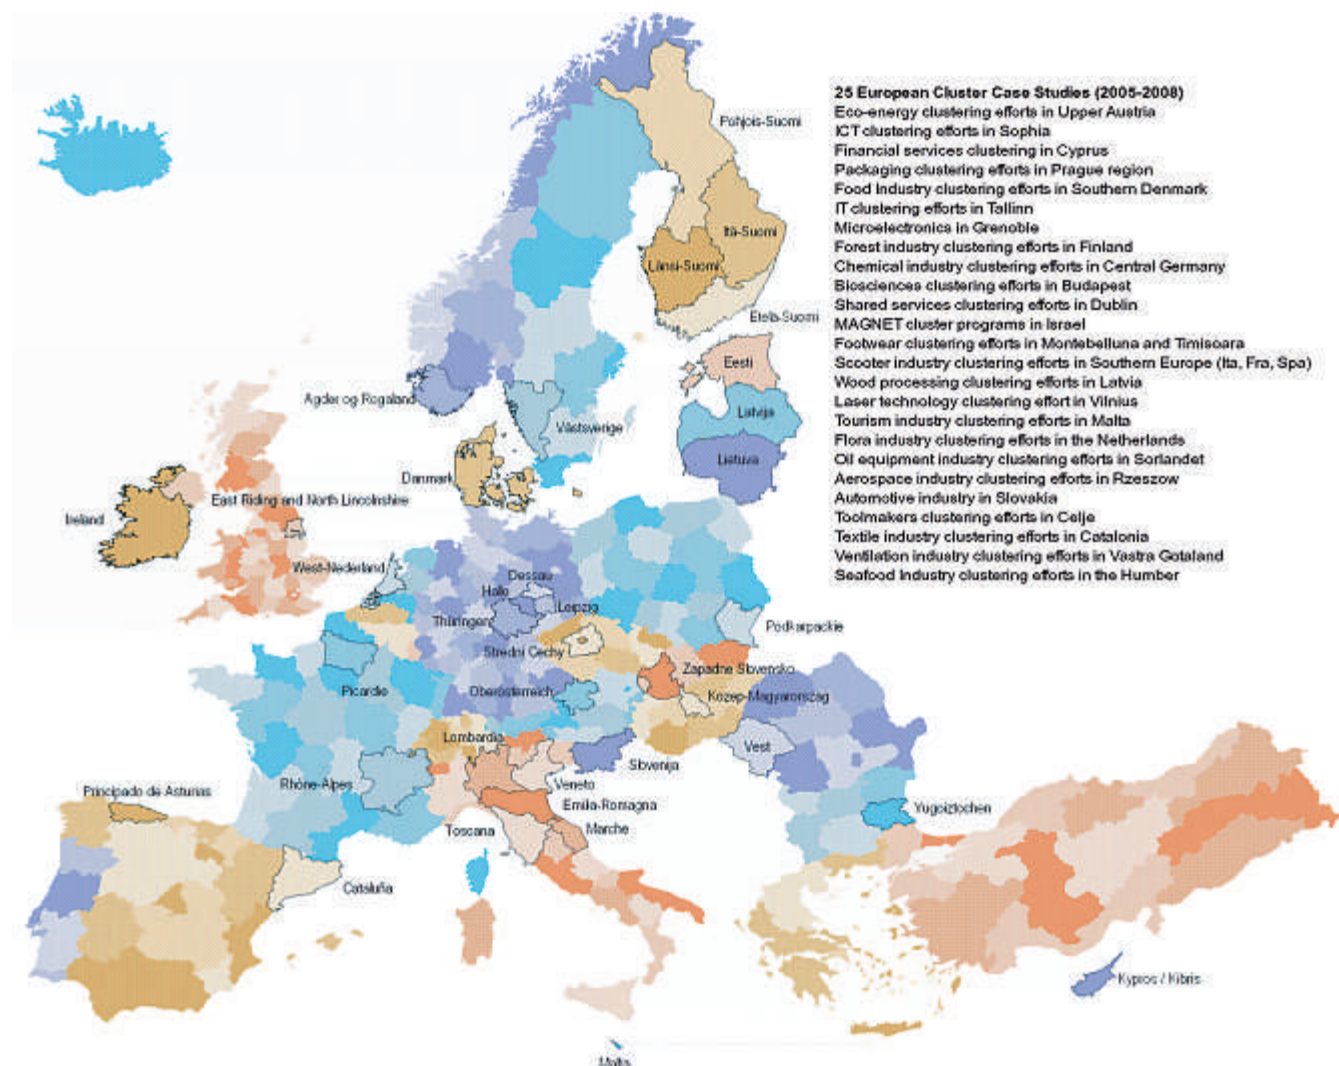 25 European Cluster Case Studies (2005-2008)
Eco-energy clustering efforts in Upper Austria
ICT clustering efforts in Sophia
Financial services clustering in Cyprus
Packaging clustering efforts in Prague region
Food Industry clustering efforts in Southern Denmark
IT clustering efforts in Tallinn
Microelectronics in Grenoble
Forest industry clustering efforts in Finland
Chemical industry clustering efforts in Central Germany
Biosciences clustering efforts in Budapest
Shared services clustering efforts in Dublin
MAGNET cluster programs in Israel
Footwear clustering efforts in Montebelluna and Timisoara
Scooter industry clustering efforts in Southern Europe (Ita, Fra, Spa)
Wood processing clustering efforts in Latvia
Laser technology clustering effort in Vilnius
Tourism industry clustering efforts in Malta
Flora industry clustering efforts in the Netherlands
Oil equipment industry clustering efforts in Sorlandet
Aerospace industry clustering efforts in Rzeszow
Automotive industry in Slovakia
Toolmakers clustering efforts in Celje
Textile industry clustering efforts in Catalonia
Ventilation industry clustering efforts in Vastra Gotaland
Seafood Industry clustering efforts in the Humber
Pohjois-Suomi
Itä-Suomi
Länsi-Suomi
Etelä-Suomi
Eesti
Agder og Rogaland
Latvija
Västsverige
Lietuva
Danmark
East Riding and North Lincolnshire
Ireland
West-Nederland
Dessau
Halle
Leipzig
Thüringen
Podkarpackie
Stredni Cechy
Zapadne Slovensko
Picardie
Oberösterreich
Kozep-Magyarorszag
Lombardia
Vest
Slovenija
Rhône-Alpes
Veneto
Principado de Asturias
Emilia-Romagna
Yugoiztochen
Toscana
Marche
Cataluña
Kypros / Kibris
Malta